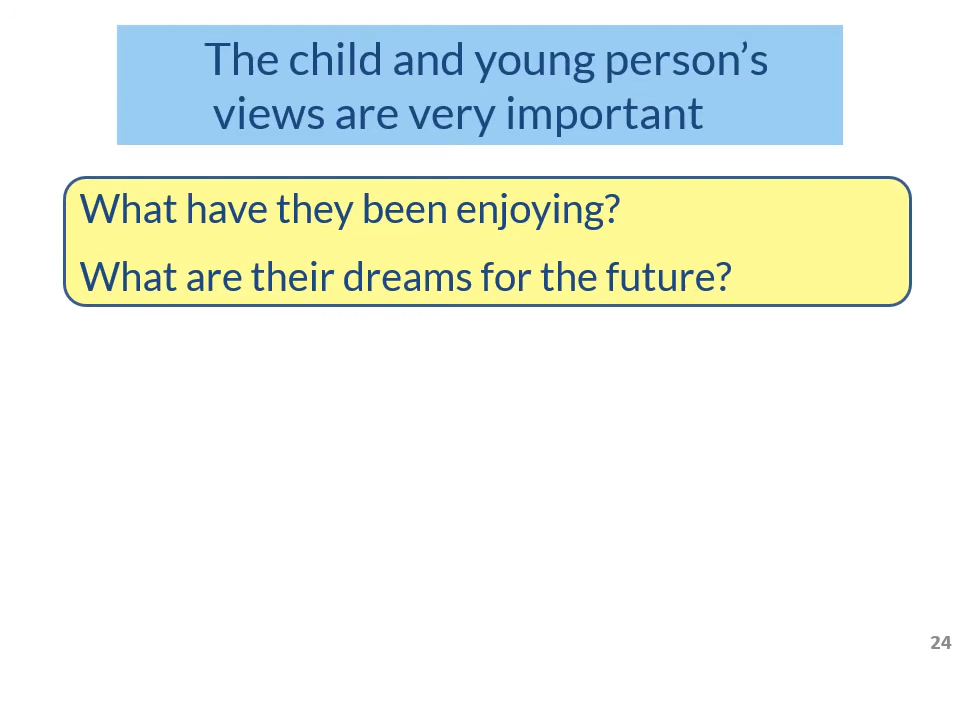 The child and young person’s
views are very important
What have they been enjoying?
What are their dreams for the future?
24